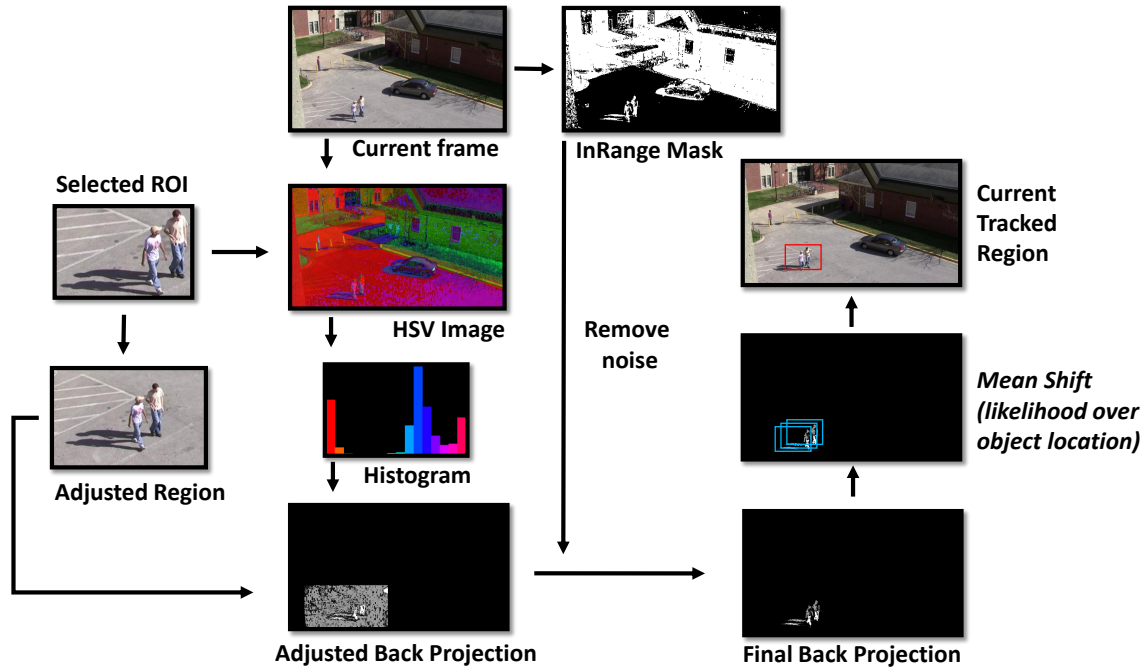 Current frame
InRange Mask
Selected ROI
HSV Image
Current
Tracked
Region
Remove
noise
Histogram
Adjusted Region
Mean Shift
(likelihood over
object location)
Adjusted Back Projection
Final Back Projection